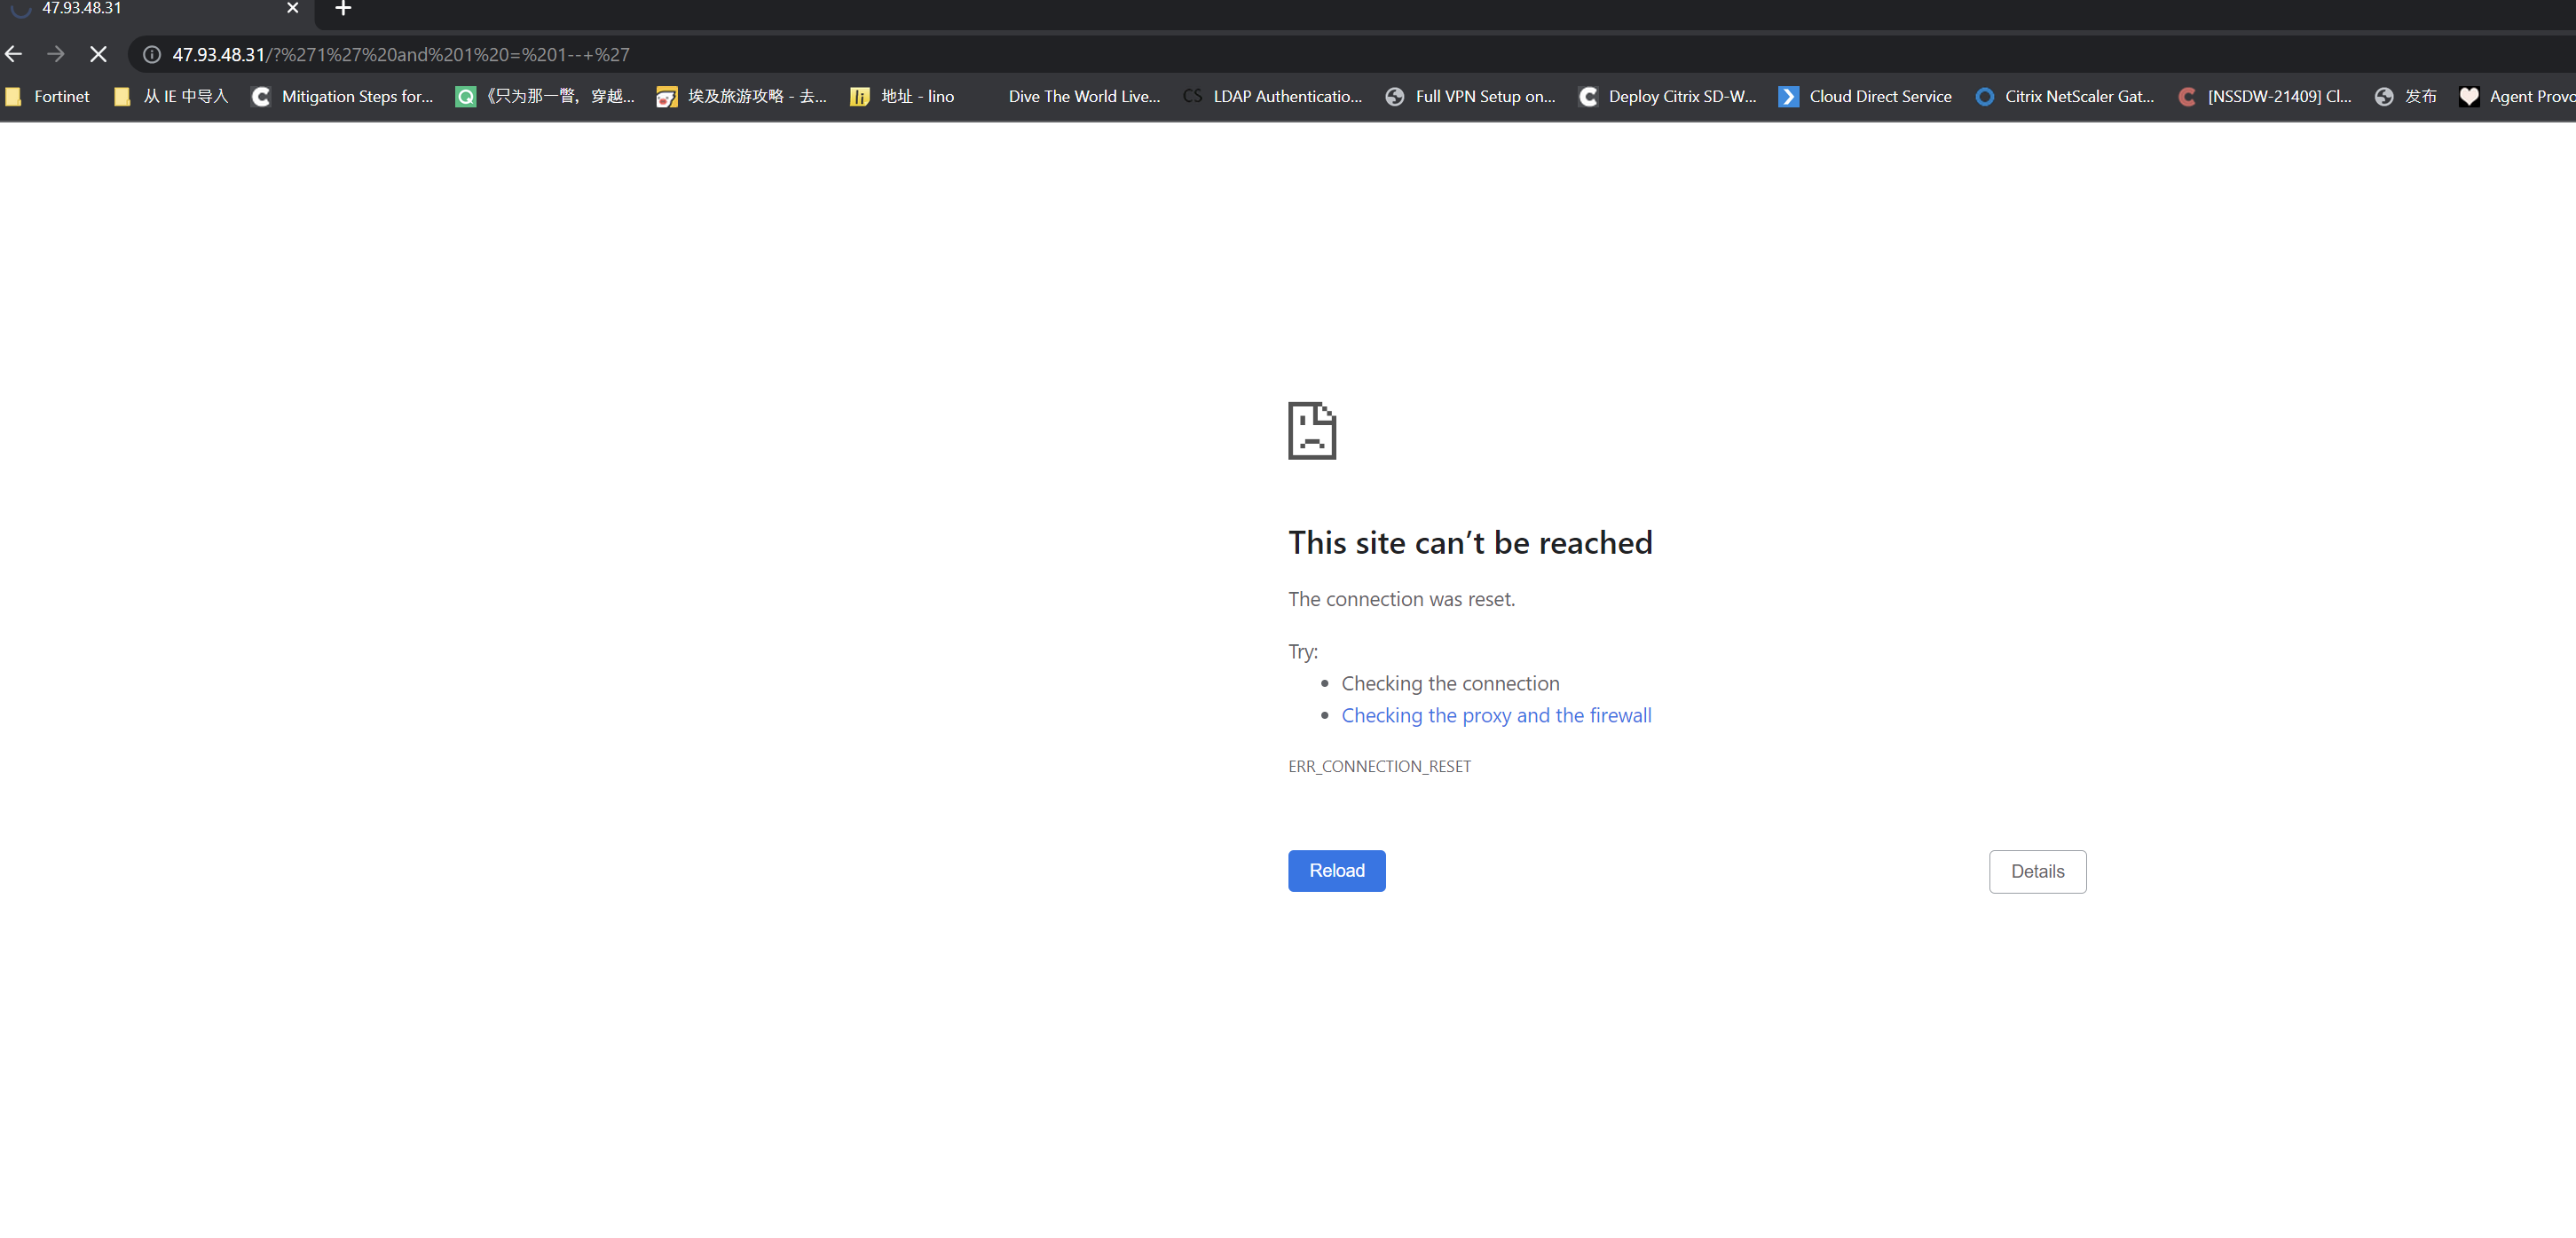 47.93.48.31
47.93.48.31/?%271%27%20and%201%20=%201--+%27
Fortinet 从 IE 中导入 Mitigation Steps for... 《只为那一瞥，穿越... 埃及旅游攻略 - 去... 地址 - lino Dive The World Live... CS LDAP Authenticatio... Full VPN Setup on... Deploy Citrix SD-W... Cloud Direct Service Citrix NetScaler Gat... [NSSDW-21409] Cl... 发布 Agent Provo
This site can’t be reached
The connection was reset.
Try:
• Checking the connection
• Checking the proxy and the firewall
ERR_CONNECTION_RESET
Reload Details